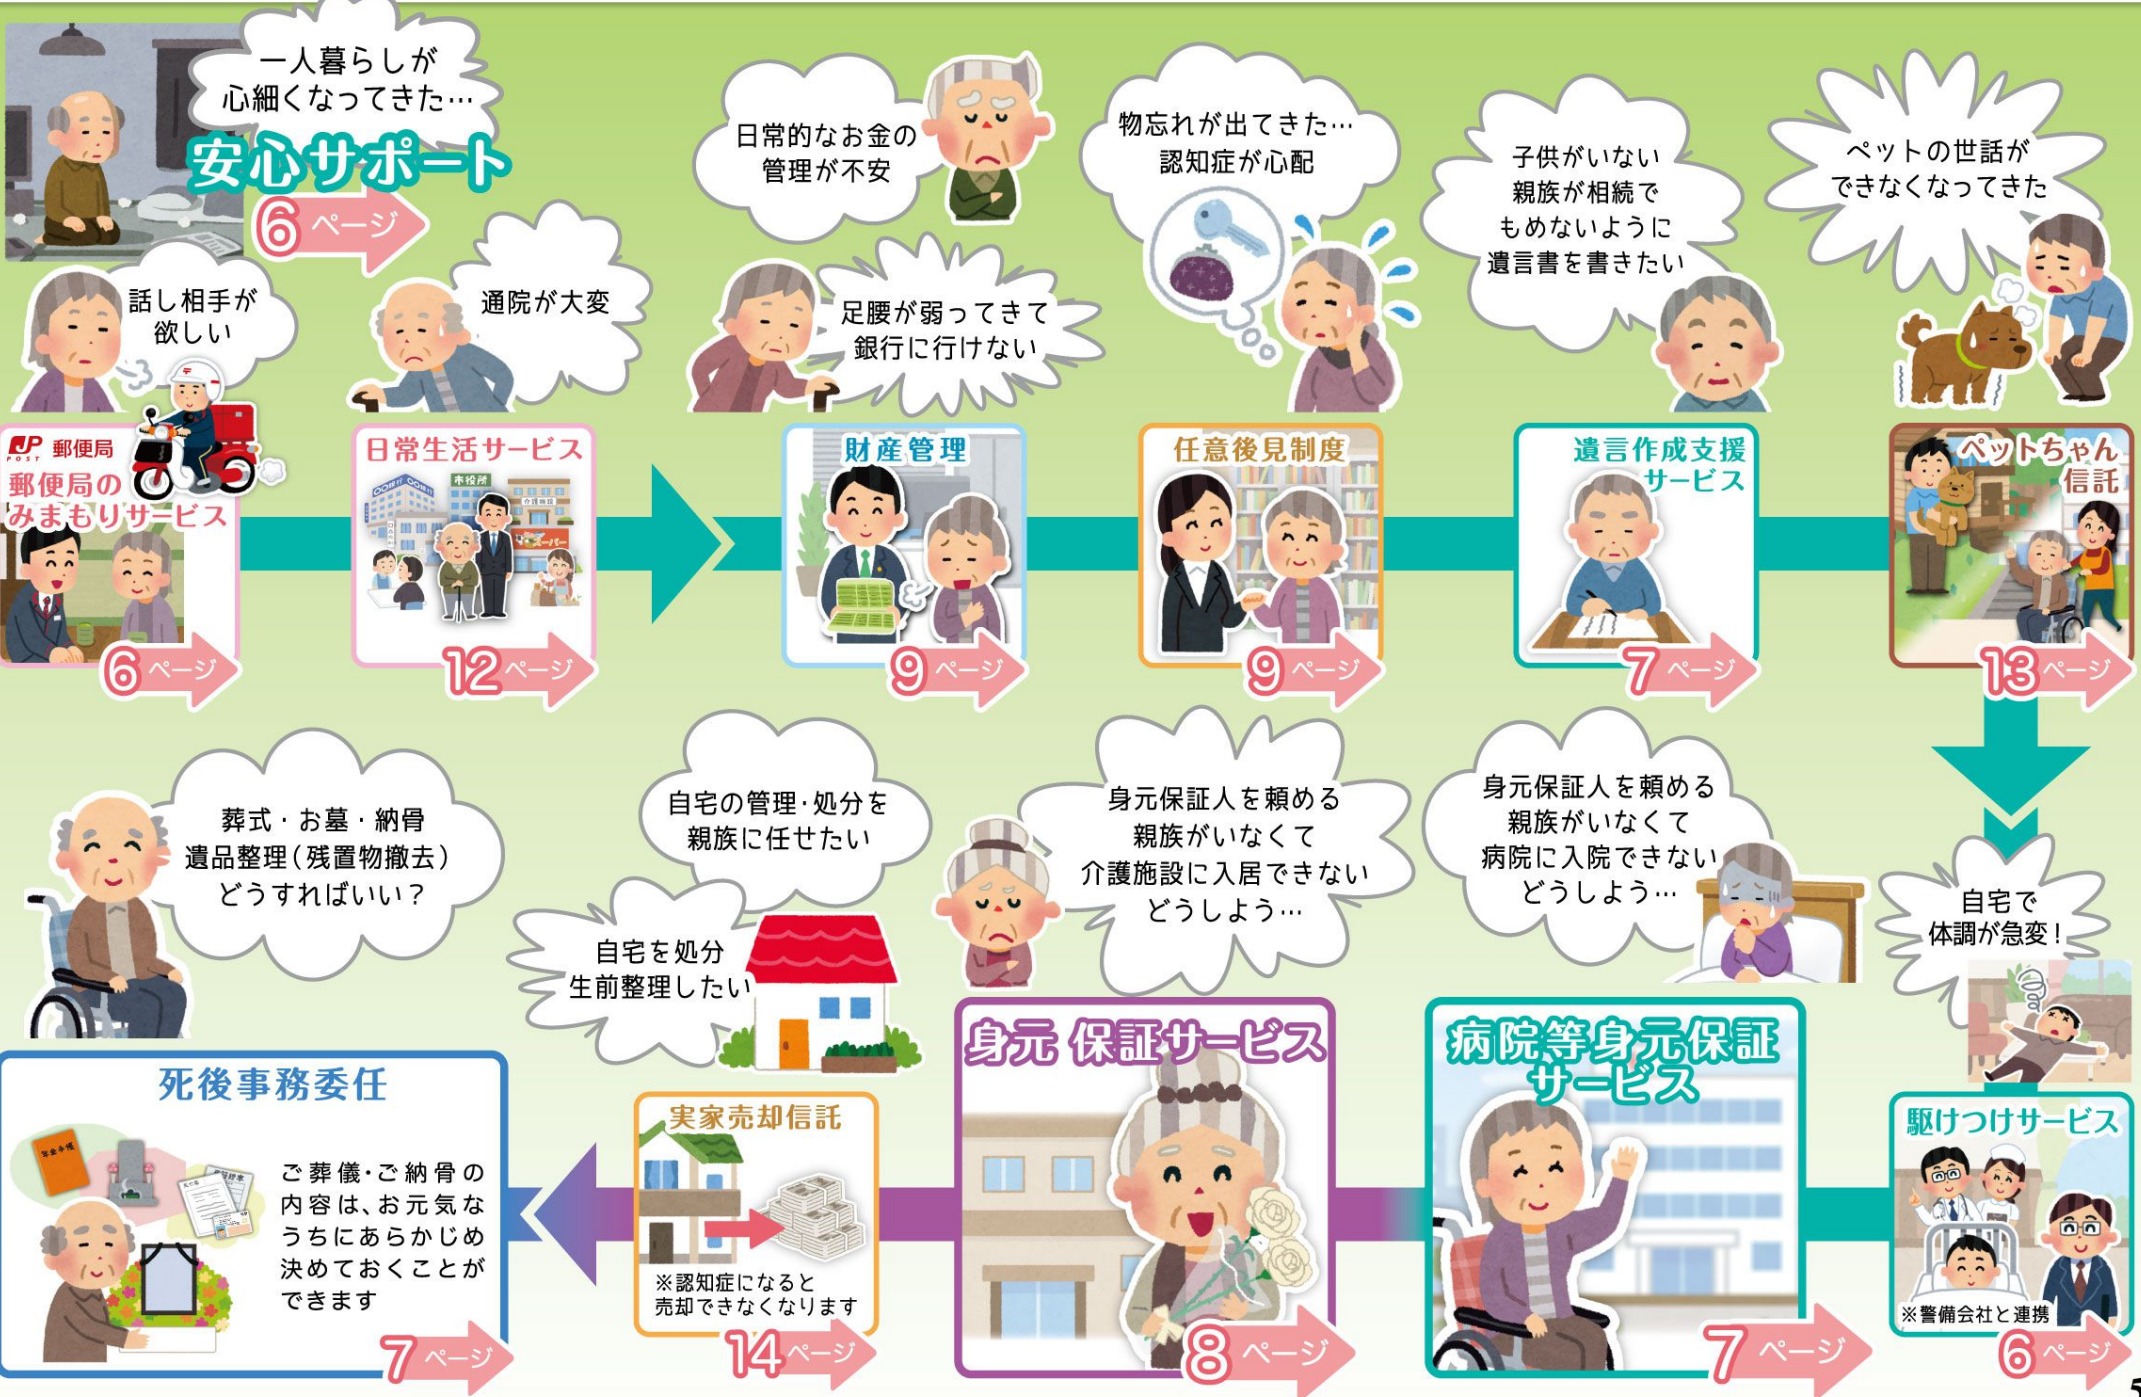 一人暮らしが
心細くなってきた…
安心サポート
6 ページ
話し相手が
欲しい
通院が大変
日常的なお金の
管理が不安
足腰が弱ってきて
銀行に行けない
物忘れが出てきた…
認知症が心配
子供がいない
親族が相続で
もめないように
遺言書を書きたい
ペットの世話が
できなくなってきた
JP 郵便局
POST
郵便局の
みまもりサービス
6 ページ
日常生活サービス
市役所
スーパー
12 ページ
財産管理
9 ページ
任意後見制度
9 ページ
遺言作成支援
サービス
7 ページ
ペットちゃん
信託
13 ページ
自宅で
体調が急変！
駆けつけサービス
※警備会社と連携
6 ページ
身元保証人を頼める
親族がいなくて
病院に入院できない
どうしよう…
病院等身元保証
サービス
7 ページ
身元保証人を頼める
親族がいなくて
介護施設に入居できない
どうしよう…
身元 保証サービス
8 ページ
自宅の管理・処分を
親族に任せたい
自宅を処分
生前整理したい
実家売却信託
※認知症になると
売却できなくなります
14 ページ
葬式・お墓・納骨
遺品整理（残置物撤去）
どうすればいい？
死後事務委任
年金手帳
ご葬儀・ご納骨の
内容は、お元気な
うちにあらかじめ
決めておくことが
できます
7 ページ